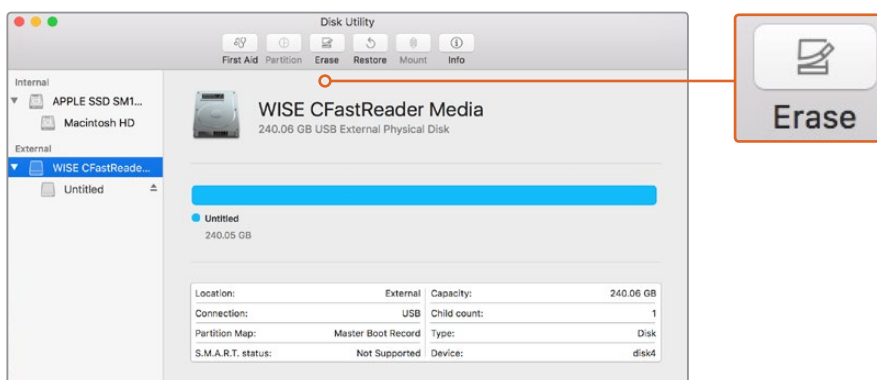 Disk Utility
First Aid Partition Erase Restore Mount Info
Erase
Internal
APPLE SSD SM1...
Macintosh HD
External
WISE CFastReade...
Untitled
WISE CFastReader Media
240.06 GB USB External Physical Disk
Untitled
240.05 GB
Location: External Capacity: 240.06 GB
Connection: USB Child count: 1
Partition Map: Master Boot Record Type: Disk
S.M.A.R.T. status: Not Supported Device: disk4